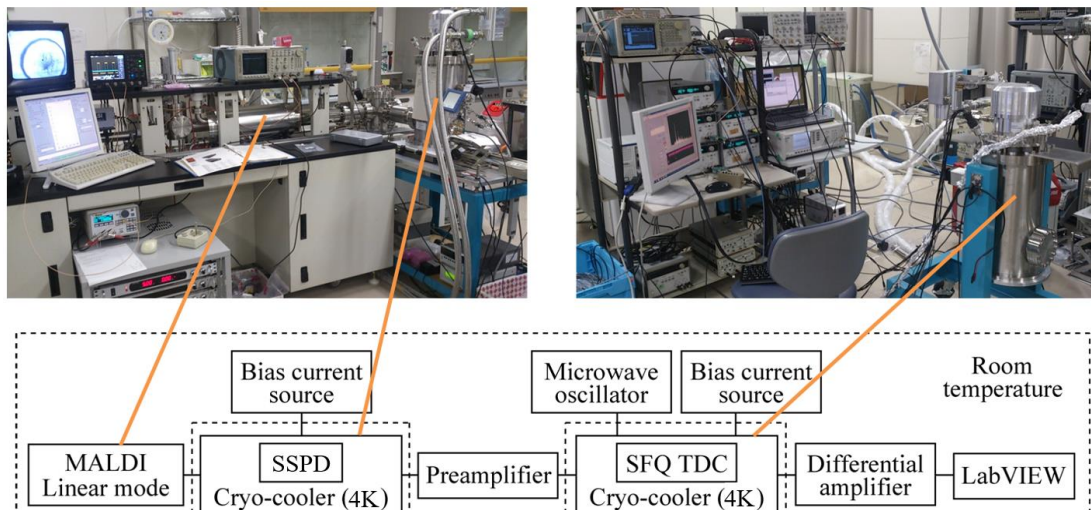 Bias current
source
Microwave
oscillator
Bias current
source
Room
temperature
MALDI
Linear mode
SSPD
Cryo-cooler (4K)
Preamplifier
SFQ TDC
Cryo-cooler (4K)
Differential
amplifier
LabVIEW